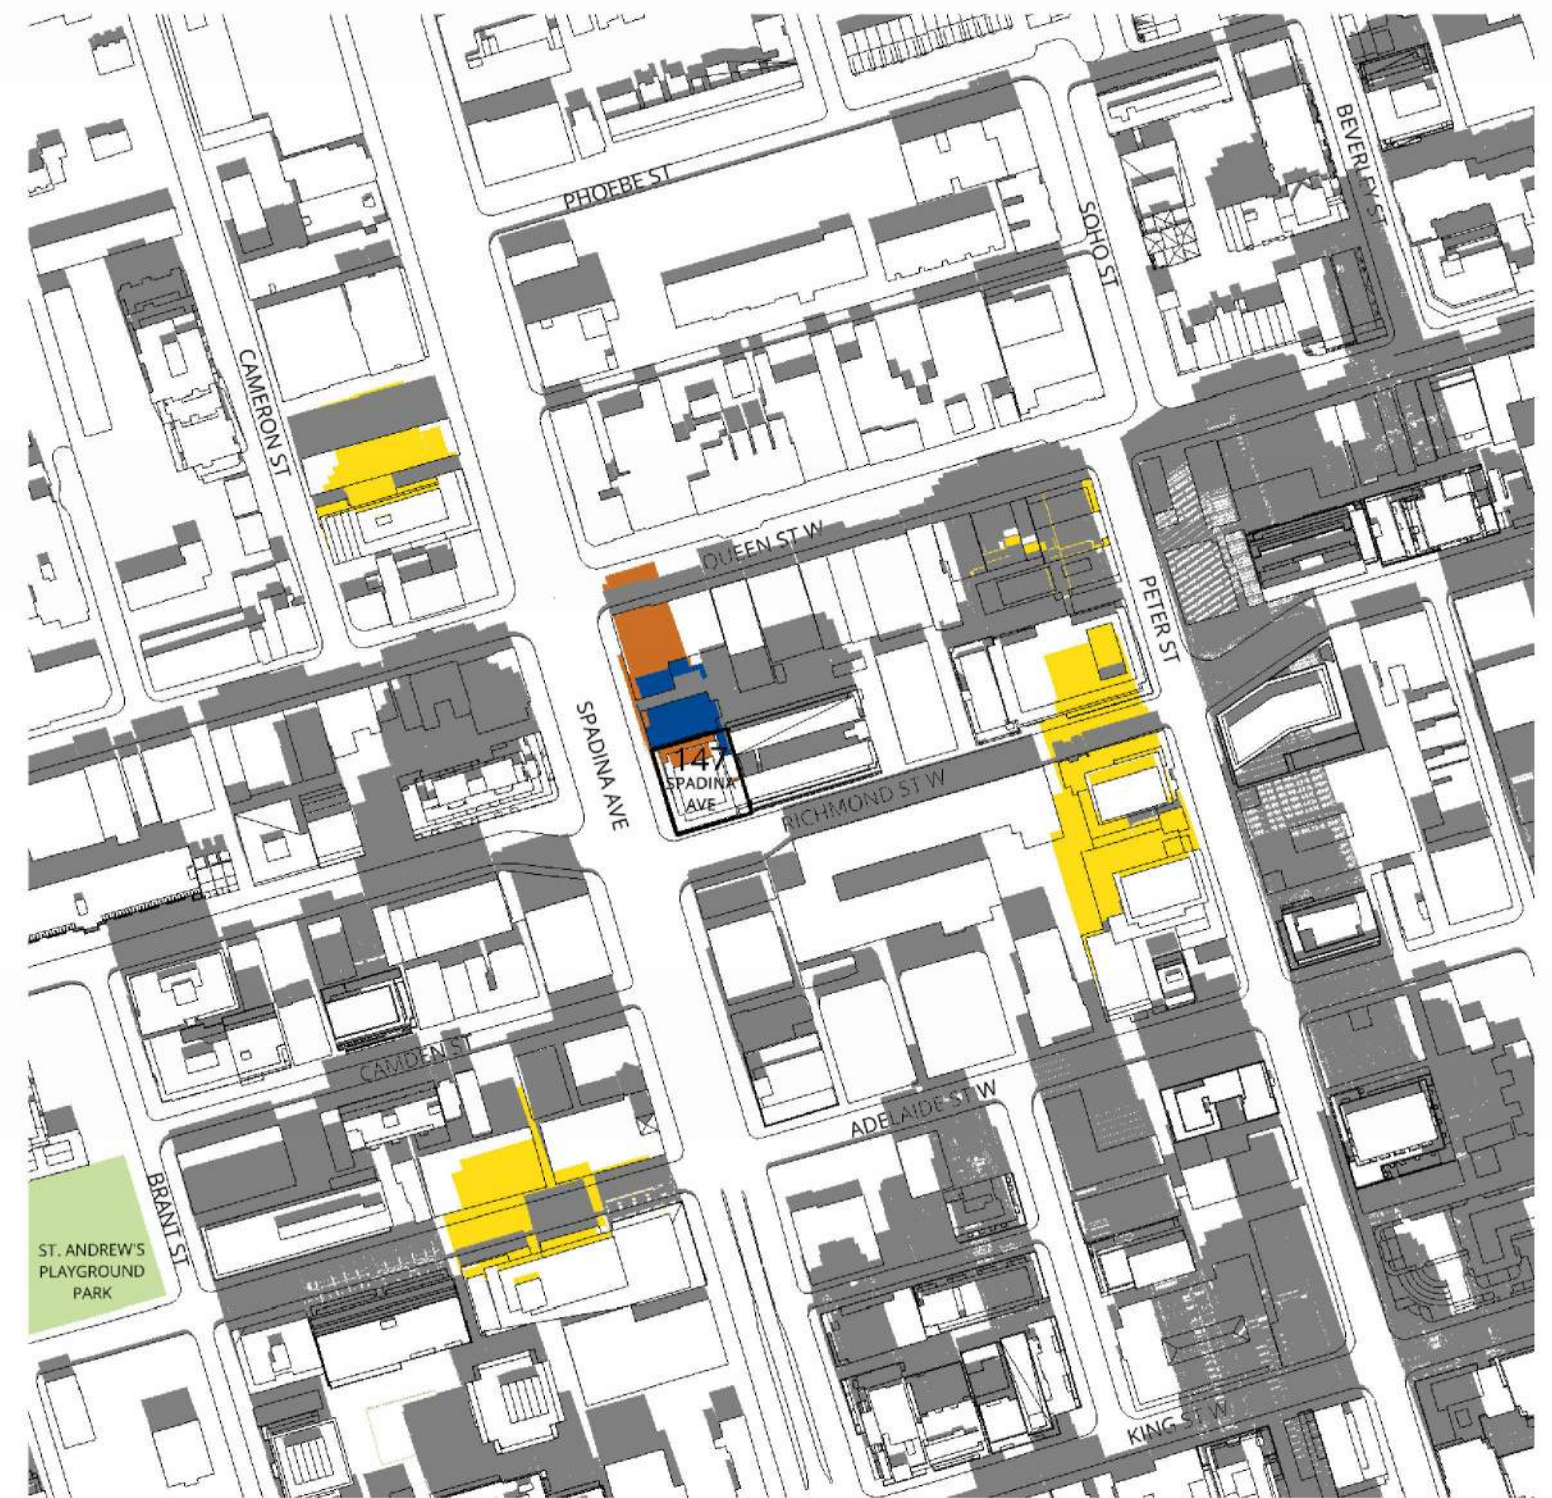 BEVERLEY ST
PHOEBE ST
SOHO ST
CAMERON ST
QUEEN ST W
PETER ST
SPADINA AVE
147
SPADINA
AVE
RICHMOND ST W
CAMDEN ST
ADELAIDE ST W
BRANT ST
ST. ANDREW'S
PLAYGROUND
PARK
KING ST W